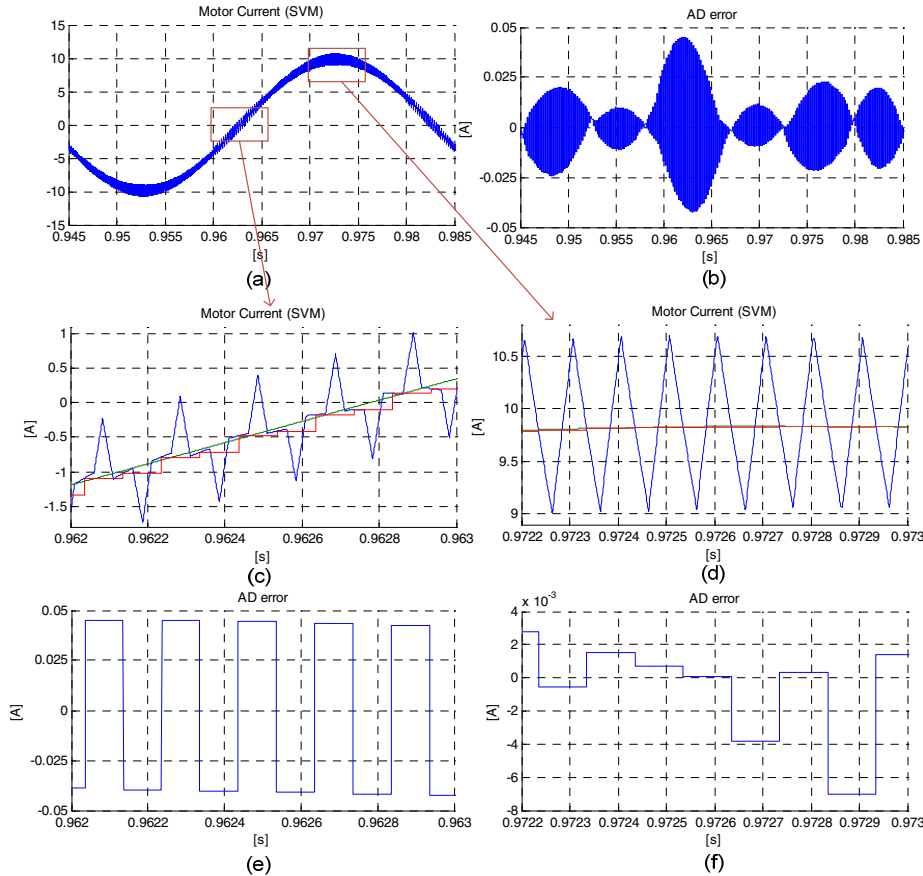 Motor Current (SVM)
15
10
5
0
-5
-10
-15
0.945 0.95 0.955 0.96 0.965 0.97 0.975 0.98 0.985
[A]
[s]
(a)
AD error
0.05
0.025
0
-0.025
-0.05
0.945 0.95 0.955 0.96 0.965 0.97 0.975 0.98 0.985
[s]
(b)
Motor Current (SVM)
1
0.5
0
-0.5
-1
-1.5
[A]
0.962 0.9622 0.9624 0.9626 0.9628 0.963
[s]
(c)
Motor Current (SVM)
10.5
10
9.5
9
[A]
0.9722 0.973 0.9724 0.9725 0.9726 0.9727 0.9728 0.9729 0.973
[s]
(d)
AD error
0.05
0.025
0
-0.025
-0.05
[A]
0.962 0.9622 0.9624 0.9626 0.9628 0.963
[s]
(e)
AD error
x 10-3
4
2
0
-2
-4
-6
-8
[A]
0.9722 0.973 0.9724 0.9725 0.9726 0.9727 0.9728 0.9729 0.973
[s]
(f)